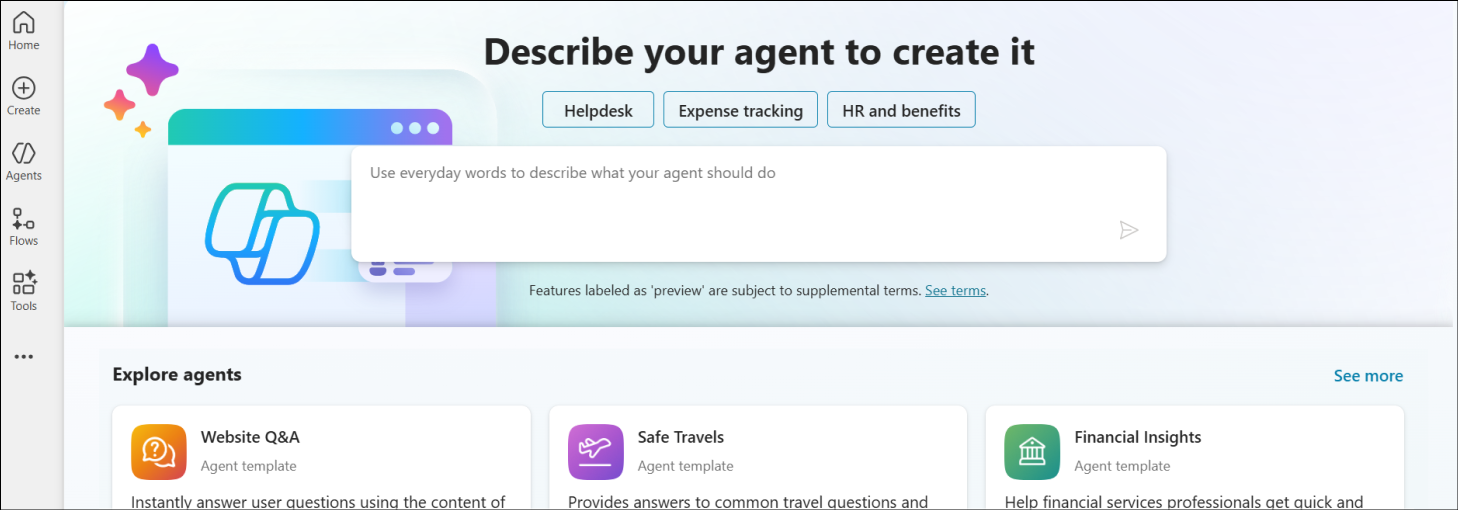 Home
Create
Agents
Flows
Tools
Describe your agent to create it
Helpdesk
Expense tracking
HR and benefits
Use everyday words to describe what your agent should do
Features labeled as 'preview' are subject to supplemental terms. See terms.
Explore agents
See more
Website Q&A
Agent template
Instantly answer user questions using the content of
Safe Travels
Agent template
Provides answers to common travel questions and
Financial Insights
Agent template
Help financial services professionals get quick and